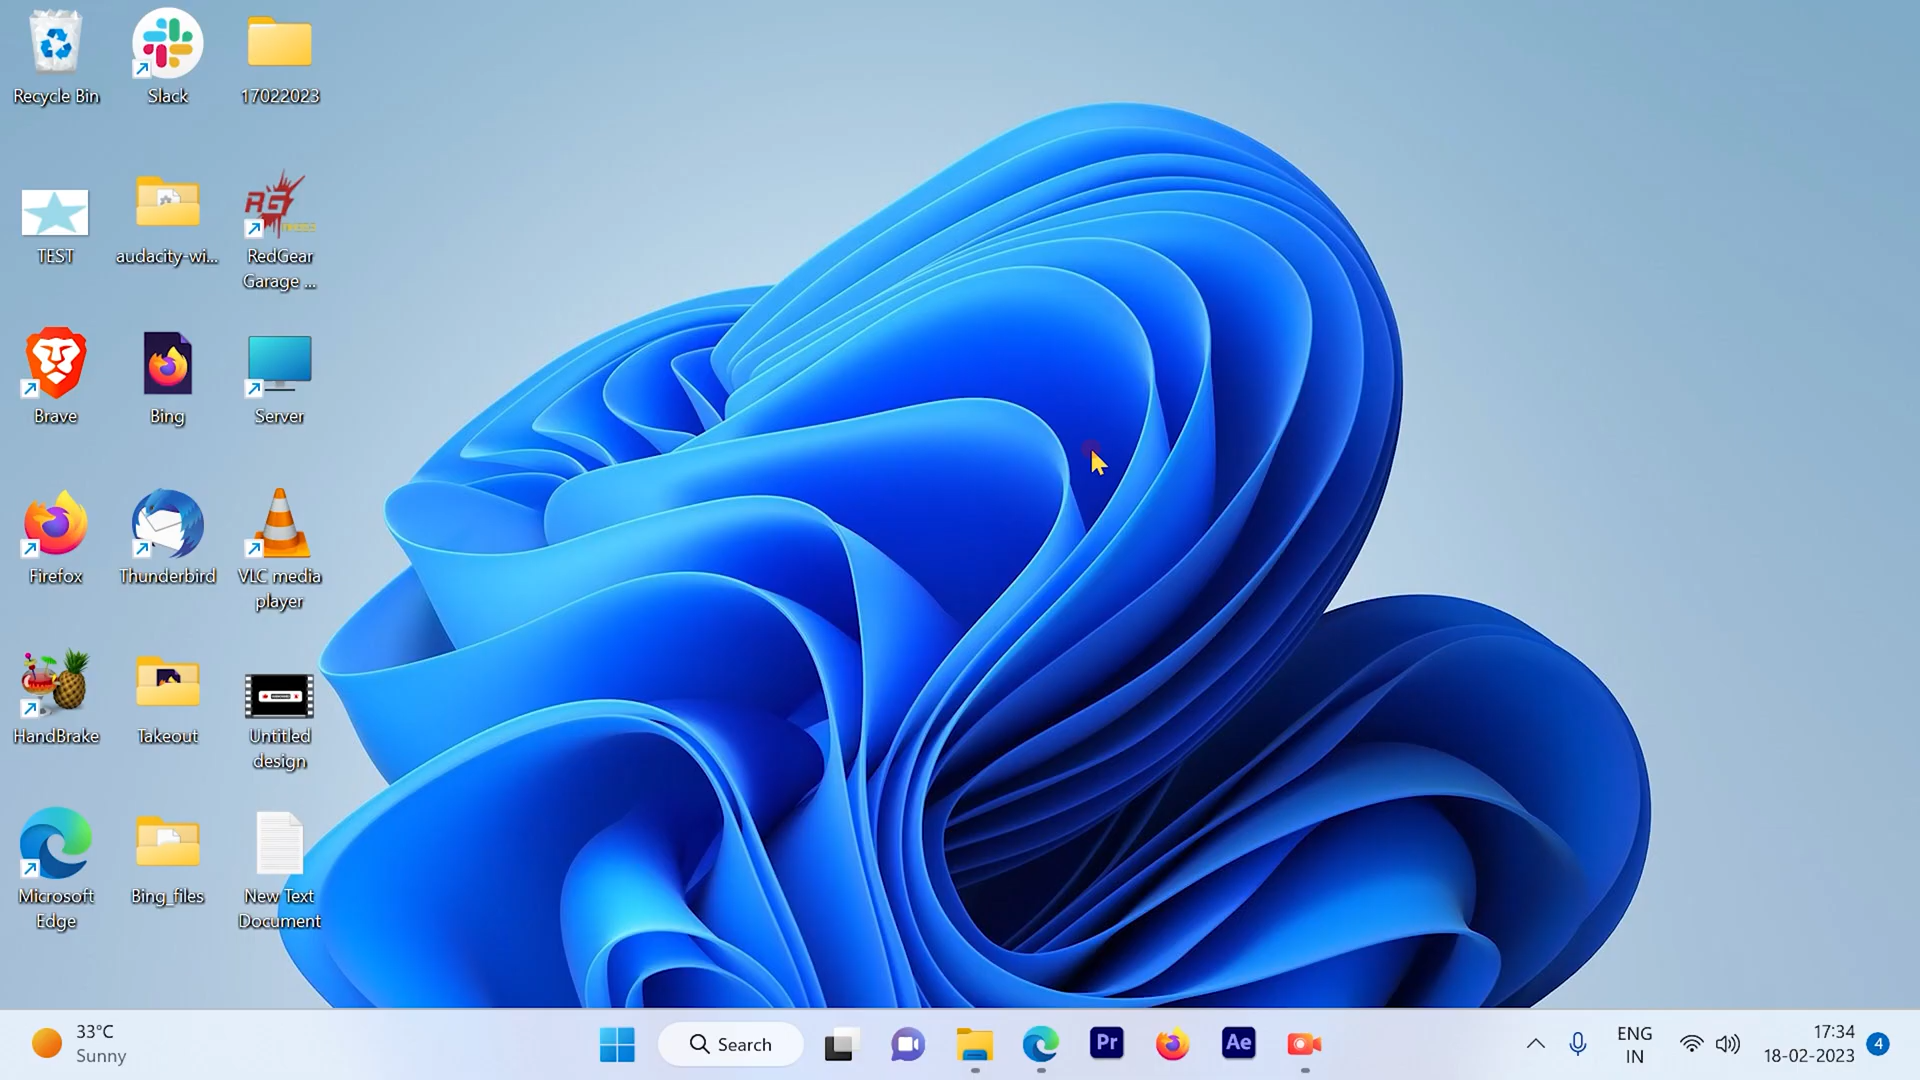 Recycle Bin
Slack
17022023
TEST
audacity-wi...
RG
RedGear
Garage ...
Brave
Bing
Server
Firefox
Thunderbird
VLC media
player
HandBrake
Takeout
Untitled
design
Microsoft
Edge
Bing_files
New Text
Document
33°C
Sunny
Search
Pr
Ae
ENG
IN
17:34
18-02-2023
4